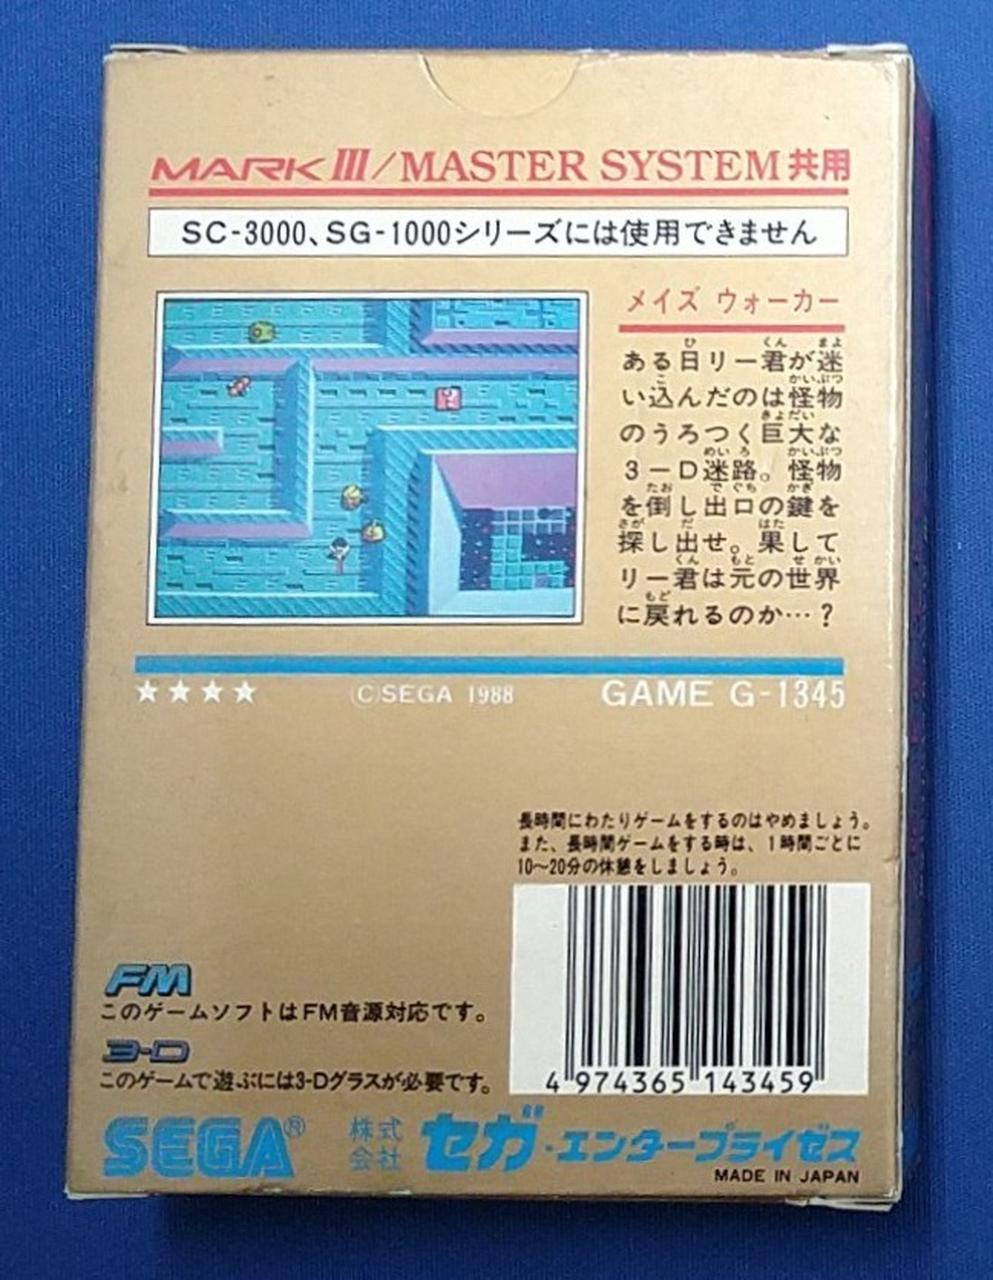 MARK III/MASTER SYSTEM 共用
SC-3000、SG-1000シリーズには使用できません
メイズ ウォーカー
ある日リー君が迷
い込んだのは怪物
のうろつく巨大な
3-D迷路。怪物
を倒し出口の鍵を
探し出せ。果して
リー君は元の世界
に戻れるのか…?
★★★★ ©SEGA 1988 GAME G-1345
長時間にわたりゲームをするのはやめましょう。
また、長時間ゲームをする時は、1時間ごとに
10〜20分の休憩をしましょう。
FM
このゲームソフトはFM音源対応です。
3-D
このゲームで遊ぶには3-Dグラスが必要です。
4 974365 143459
SEGA® 株式会社 セガ・エンタープライゼス
MADE IN JAPAN